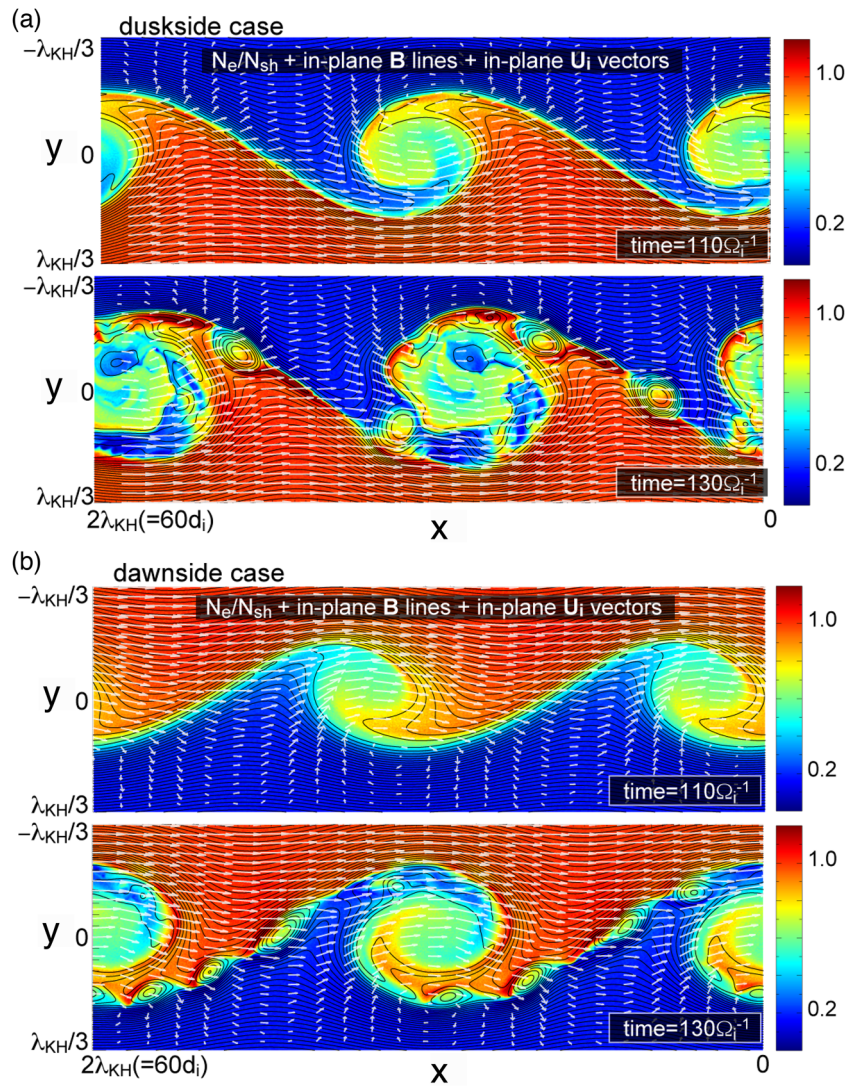 (a)
duskside case
−λKH/3
Ne/Nsh + in-plane B lines + in-plane Ui vectors
1.0
y 0
0.2
λKH/3
time=110Ωi-1
−λKH/3
1.0
y 0
0.2
λKH/3
time=130Ωi-1
2λKH(=60di) x 0
(b)
dawnside case
−λKH/3
Ne/Nsh + in-plane B lines + in-plane Ui vectors
1.0
y 0
0.2
λKH/3
time=110Ωi-1
−λKH/3
1.0
y 0
0.2
λKH/3
time=130Ωi-1
2λKH(=60di) x 0